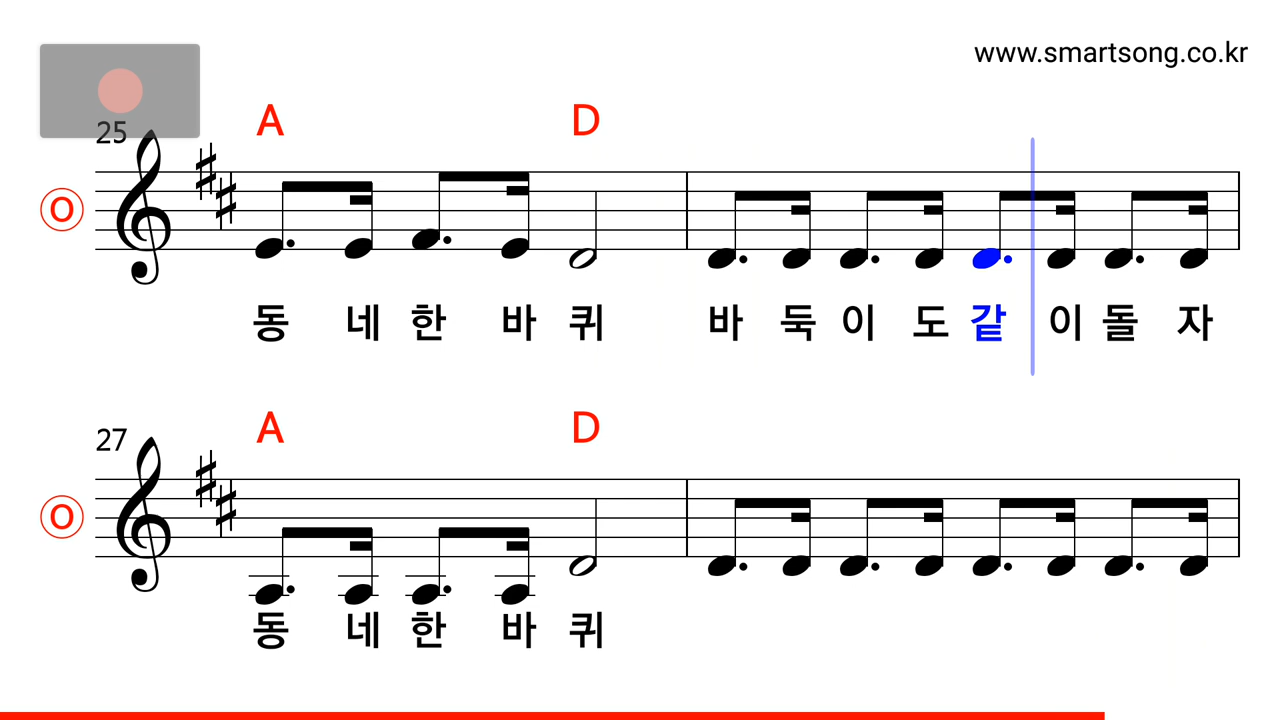 www.smartsong.co.kr
25
A D
O
동 네 한 바 퀴 바 둑 이 도 같 이 돌 자
27
A D
O
동 네 한 바 퀴